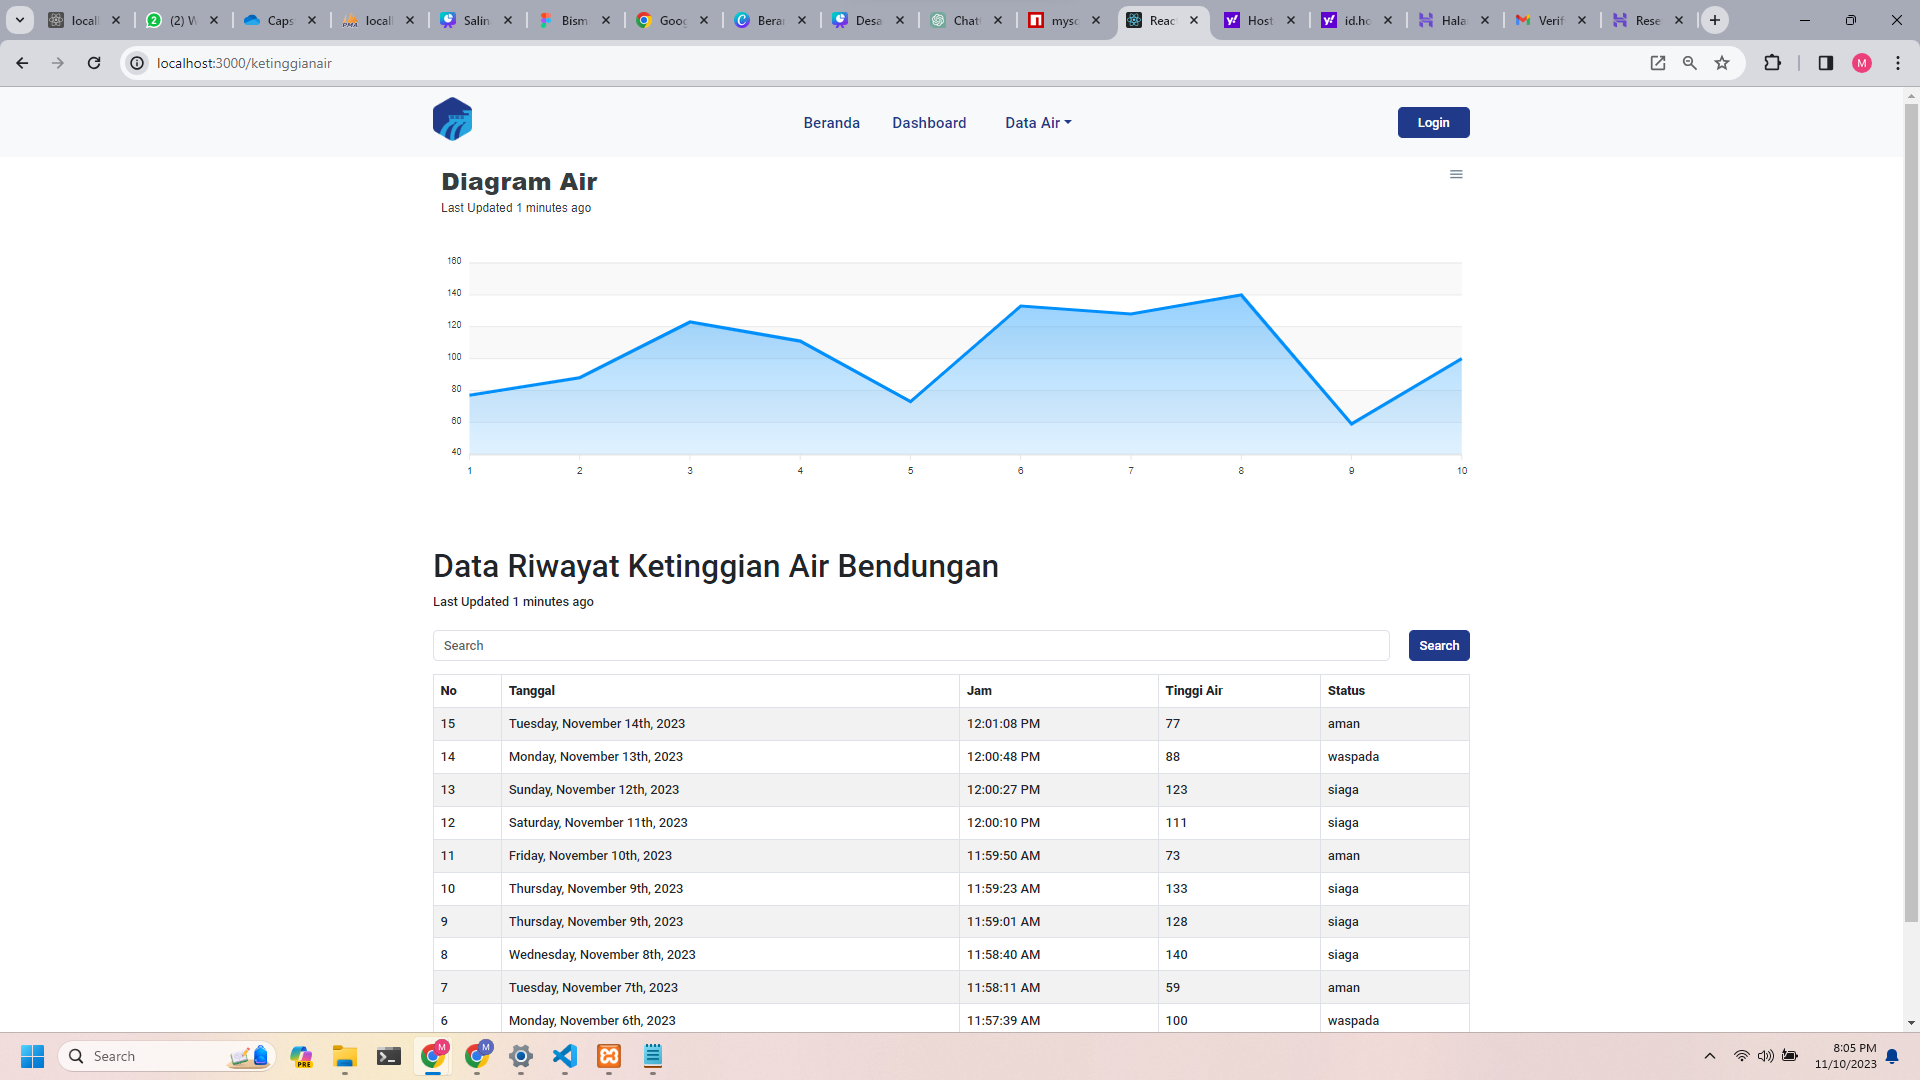 locall
(2) W
Caps
locall
Salin
Bism
Goog
Bera
Desa
Chat
mysq
Reac
Host
id.ho
Hala
Verif
Rese
localhost:3000/ketinggianair
M
Beranda Dashboard Data Air Login
Diagram Air
Last Updated 1 minutes ago
160
140
120
100
80
60
40
1 2 3 4 5 6 7 8 9 10
Data Riwayat Ketinggian Air Bendungan
Last Updated 1 minutes ago
Search Search
No Tanggal Jam Tinggi Air Status
15 Tuesday, November 14th, 2023 12:01:08 PM 77 aman
14 Monday, November 13th, 2023 12:00:48 PM 88 waspada
13 Sunday, November 12th, 2023 12:00:27 PM 123 siaga
12 Saturday, November 11th, 2023 12:00:10 PM 111 siaga
11 Friday, November 10th, 2023 11:59:50 AM 73 aman
10 Thursday, November 9th, 2023 11:59:23 AM 133 siaga
9 Thursday, November 9th, 2023 11:59:01 AM 128 siaga
8 Wednesday, November 8th, 2023 11:58:40 AM 140 siaga
7 Tuesday, November 7th, 2023 11:58:11 AM 59 aman
6 Monday, November 6th, 2023 11:57:39 AM 100 waspada
Search
PRE
M
M
8:05 PM
11/10/2023